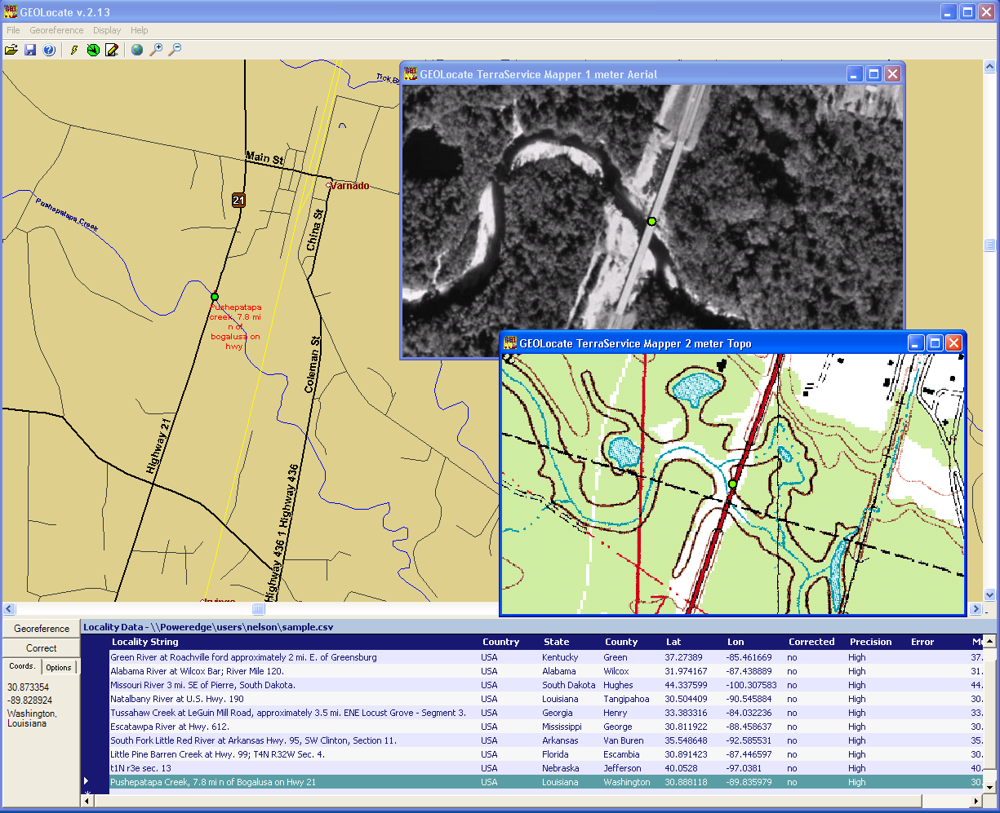 GEOLocate v.2.13
File Georeference Display Help
Tick
Main St
Varnado
21
China St
Pushepatapa Creek
Pushepatapa
creek, 7.8 mi
n of
bogalusa on
hwy
Coleman St
Highway 21
Highway 436 1 Highway 436
GEOLocate TerraService Mapper 1 meter Aerial
GEOLocate TerraService Mapper 2 meter Topo
Georeference
Correct
Coords. Options
30.873354
-89.828924
Washington,
Louisiana
Locality Data - \\Poweredge\users\nelson\sample.csv
Locality String Country State County Lat Lon Corrected Precision Error
Green River at Roachville ford approximately 2 mi. E. of Greensburg USA Kentucky Green 37.27389 -85.461669 no High 37.
Alabama River at Wilcox Bar; River Mile 120. USA Alabama Wilcox 31.974167 -87.438889 no High 31.
Missouri River 3 mi. SE of Pierre, South Dakota. USA South Dakota Hughes 44.337599 -100.307583 no High 44.
Natalbany River at U.S. Hwy. 190 USA Louisiana Tangipahoa 30.504409 -90.545884 no High 30.
Tussahaw Creek at LeGuin Mill Road, approximately 3.5 mi. ENE Locust Grove - Segment 3. USA Georgia Henry 33.383316 -84.032236 no High 33.
Escatawpa River at Hwy. 612. USA Mississippi George 30.811922 -88.458637 no High 30.
South Fork Little Red River at Arkansas Hwy. 95, SW Clinton, Section 11. USA Arkansas Van Buren 35.548648 -92.585531 no High 35.
Little Pine Barren Creek at Hwy. 99; T4N R32W Sec. 4. USA Florida Escambia 30.891423 -87.446597 no High 30.
t1N r3e sec. 13 USA Nebraska Jefferson 40.0528 -97.0381 no High 40.
Pushepatapa Creek, 7.8 mi n of Bogalusa on Hwy 21 USA Louisiana Washington 30.888118 -89.835979 no High 30.